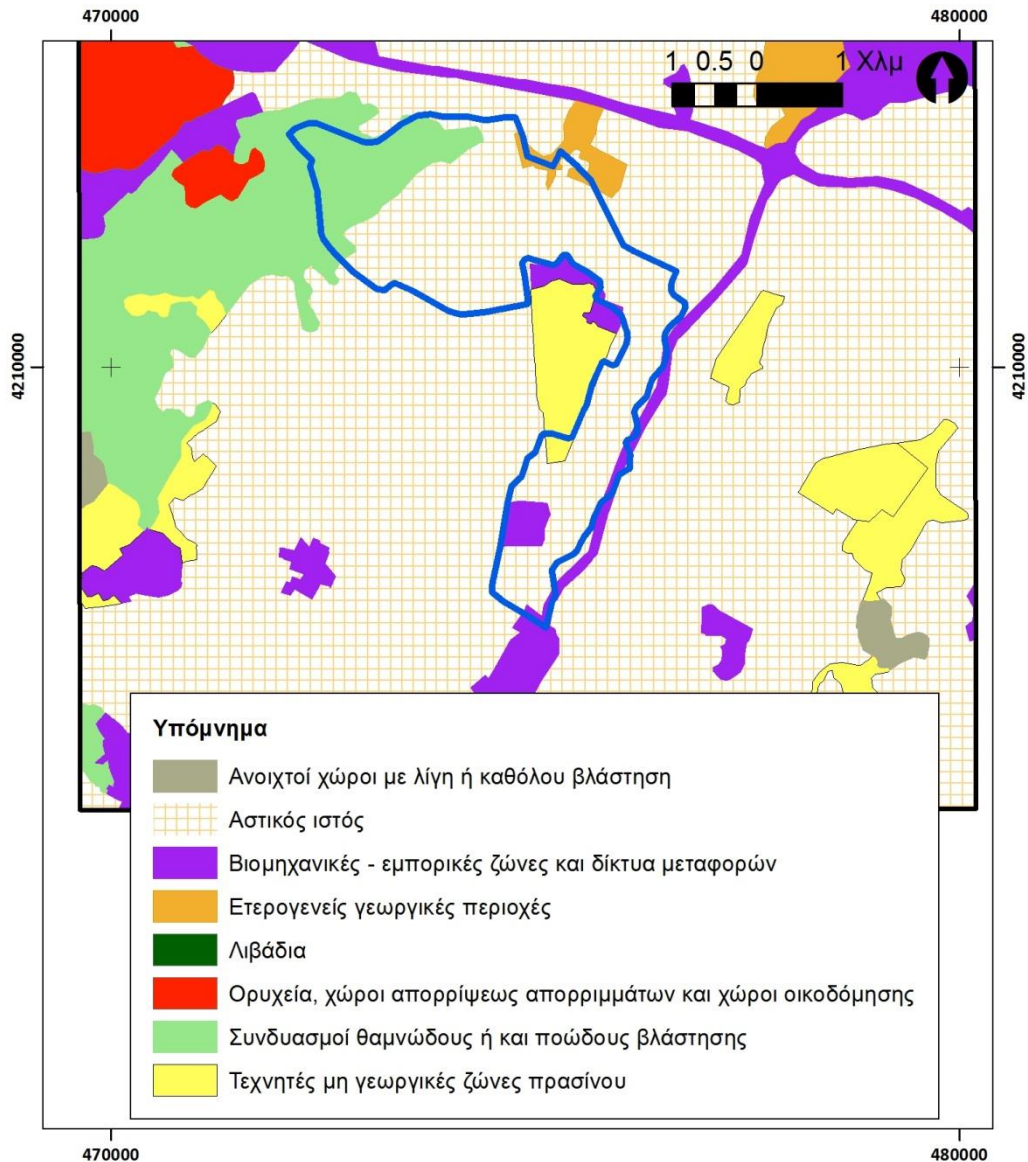 470000 480000
1 0.5 0 1 Χλμ
4210000 4210000
Υπόμνημα
Ανοιχτοί χώροι με λίγη ή καθόλου βλάστηση
Αστικός ιστός
Βιομηχανικές - εμπορικές ζώνες και δίκτυα μεταφορών
Ετερογενείς γεωργικές περιοχές
Λιβάδια
Ορυχεία, χώροι απορρίψεως απορριμμάτων και χώροι οικοδόμησης
Συνδυασμοί θαμνώδους ή και ποώδους βλάστησης
Τεχνητές μη γεωργικές ζώνες πρασίνου
470000 480000